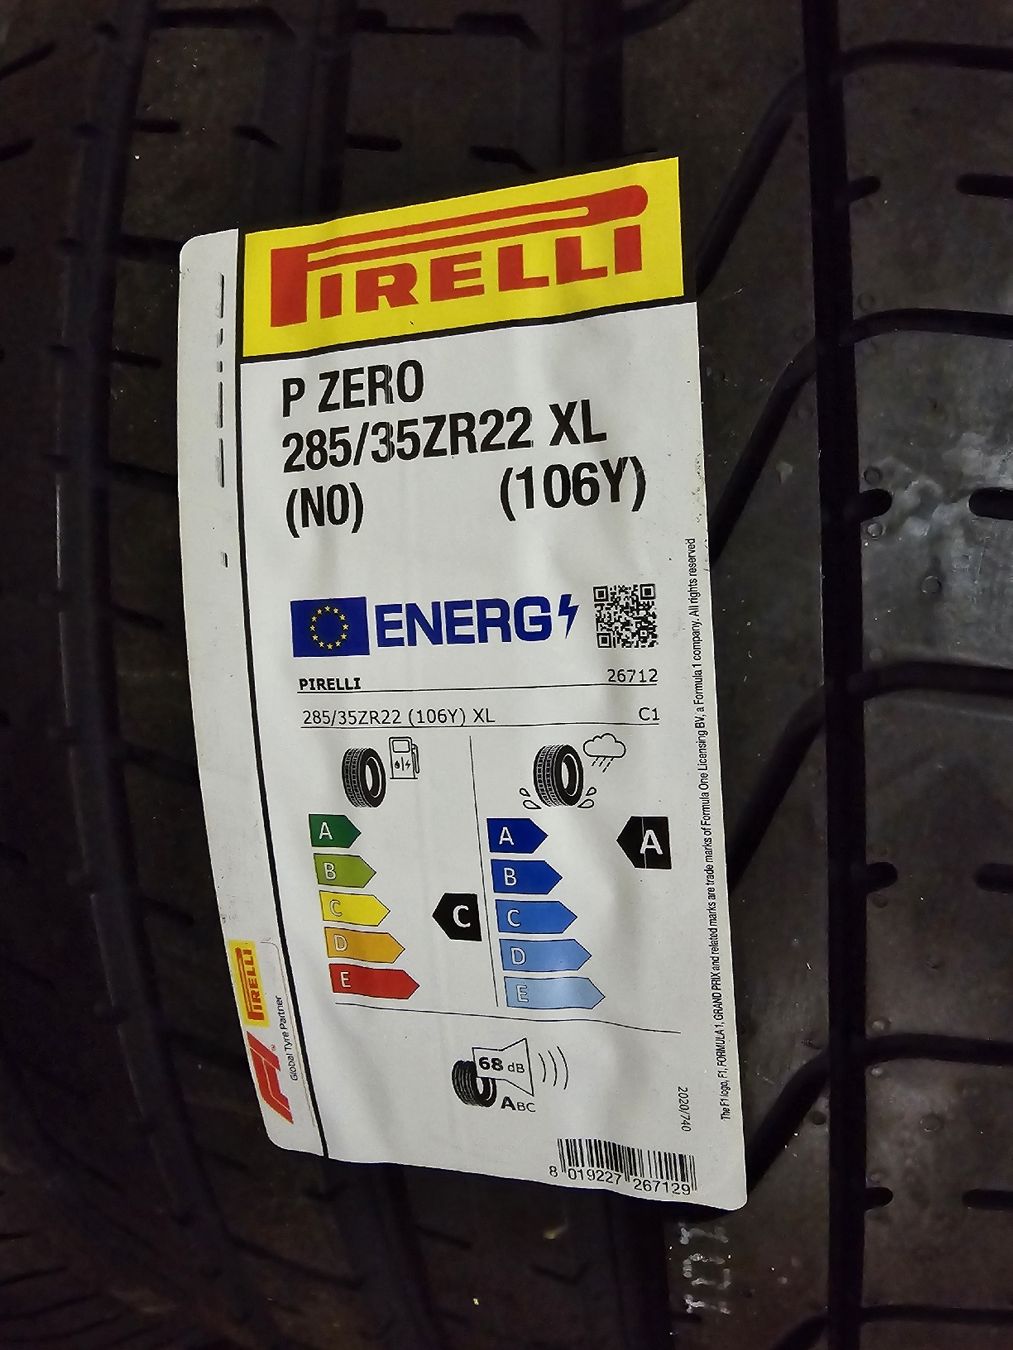 PIRELLI
P ZERO
285/35ZR22 XL
(N0) (106Y)
ENERG
PIRELLI 26712
285/35ZR22 (106Y) XL C1
A
B
C
D
E
C
A
B
C
D
E
A
68 dB
ABC
2020/740
8 019227 267129
The F1 logo, F1, FORMULA 1, GRAND PRIX and related marks are trade marks of Formula One Licensing BV, a Formula 1 company. All rights reserved
PIRELLI
F1 ™
Global Tyre Partner